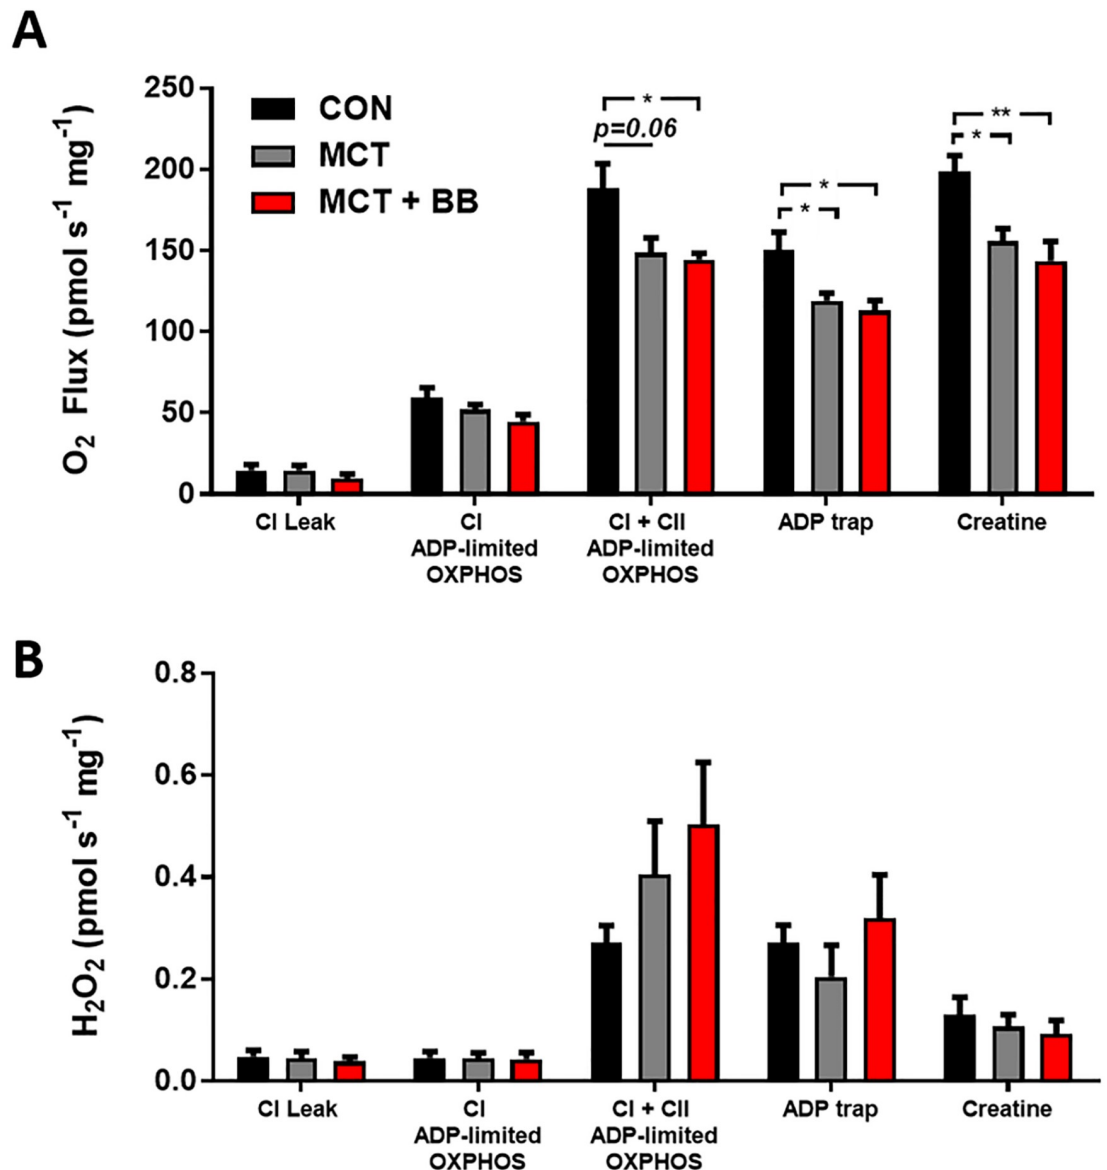 A
O₂ Flux (pmol s⁻¹ mg⁻¹)
250
200
150
100
50
0
CON
MCT
MCT + BB
*
p=0.06
*
*
**
*
CI Leak
CI
ADP-limited
OXPHOS
CI + CII
ADP-limited
OXPHOS
ADP trap
Creatine
B
H₂O₂ (pmol s⁻¹ mg⁻¹)
0.8
0.6
0.4
0.2
0.0
CI Leak
CI
ADP-limited
OXPHOS
CI + CII
ADP-limited
OXPHOS
ADP trap
Creatine